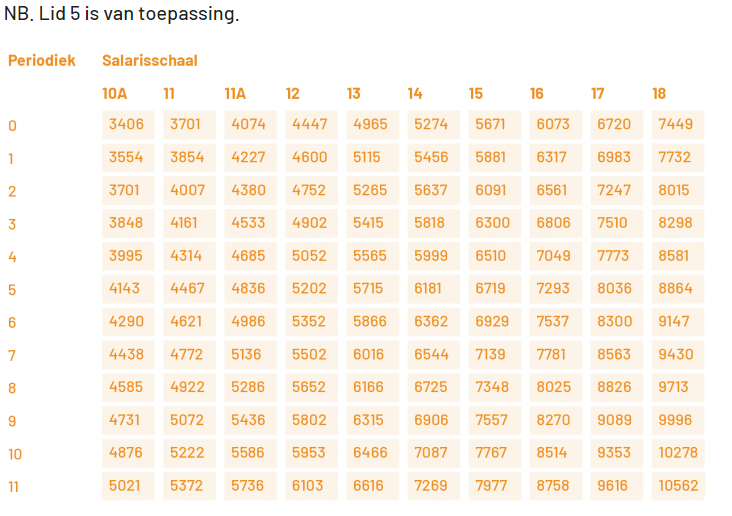 NB. Lid 5 is van toepassing.
Periodiek Salarisschaal
10A 11 11A 12 13 14 15 16 17 18
0 3406 3701 4074 4447 4965 5274 5671 6073 6720 7449
1 3554 3854 4227 4600 5115 5456 5881 6317 6983 7732
2 3701 4007 4380 4752 5265 5637 6091 6561 7247 8015
3 3848 4161 4533 4902 5415 5818 6300 6806 7510 8298
4 3995 4314 4685 5052 5565 5999 6510 7049 7773 8581
5 4143 4467 4836 5202 5715 6181 6719 7293 8036 8864
6 4290 4621 4986 5352 5866 6362 6929 7537 8300 9147
7 4438 4772 5136 5502 6016 6544 7139 7781 8563 9430
8 4585 4922 5286 5652 6166 6725 7348 8025 8826 9713
9 4731 5072 5436 5802 6315 6906 7557 8270 9089 9996
10 4876 5222 5586 5953 6466 7087 7767 8514 9353 10278
11 5021 5372 5736 6103 6616 7269 7977 8758 9616 10562